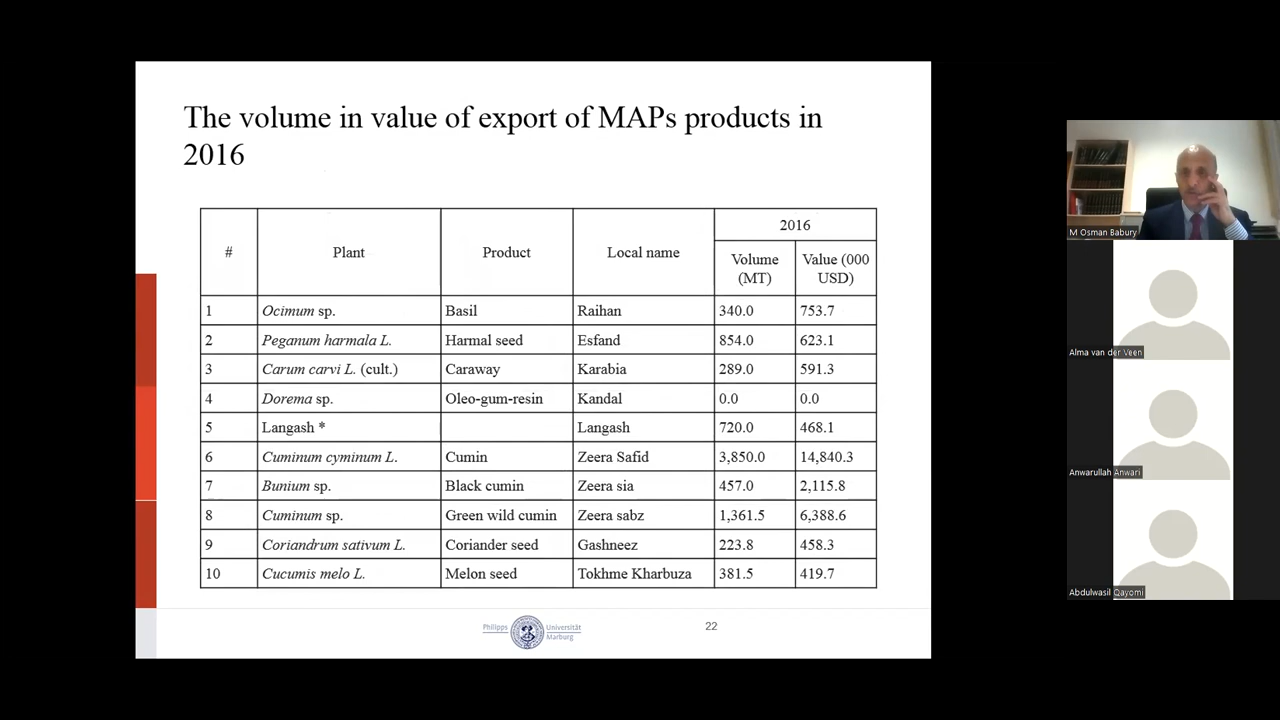 The volume in value of export of MAPs products in
2016
# Plant Product Local name 2016
Volume (MT) Value (000 USD)
1 Ocimum sp. Basil Raihan 340.0 753.7
2 Peganum harmala L. Harmal seed Esfand 854.0 623.1
3 Carum carvi L. (cult.) Caraway Karabia 289.0 591.3
4 Dorema sp. Oleo-gum-resin Kandal 0.0 0.0
5 Langash * Langash 720.0 468.1
6 Cuminum cyminum L. Cumin Zeera Safid 3,850.0 14,840.3
7 Bunium sp. Black cumin Zeera sia 457.0 2,115.8
8 Cuminum sp. Green wild cumin Zeera sabz 1,361.5 6,388.6
9 Coriandrum sativum L. Coriander seed Gashneez 223.8 458.3
10 Cucumis melo L. Melon seed Tokhme Kharbuza 381.5 419.7
Philipps Universität
Marburg
22
M Osman Babury
Alma van der Veen
Anwarullah Anwari
Abdulwasil Qayomi